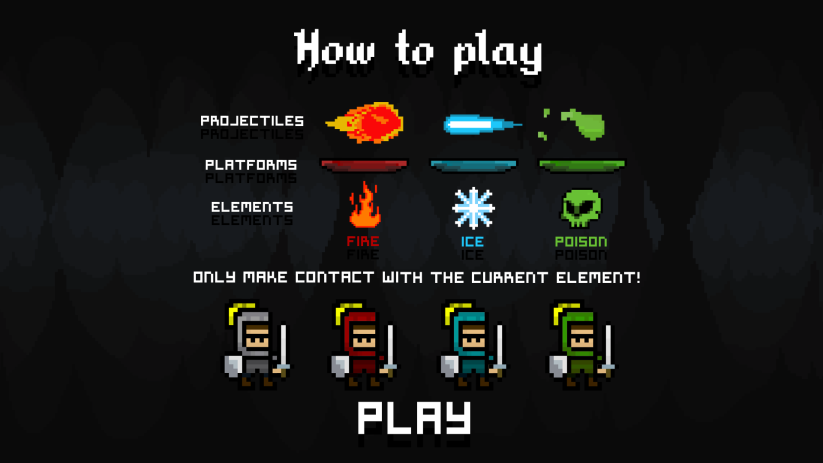 How to play
PROJECTILES
PLATFORMS
ELEMENTS
FIRE ICE POISON
ONLY MAKE CONTACT WITH THE CURRENT ELEMENT!
PLAY